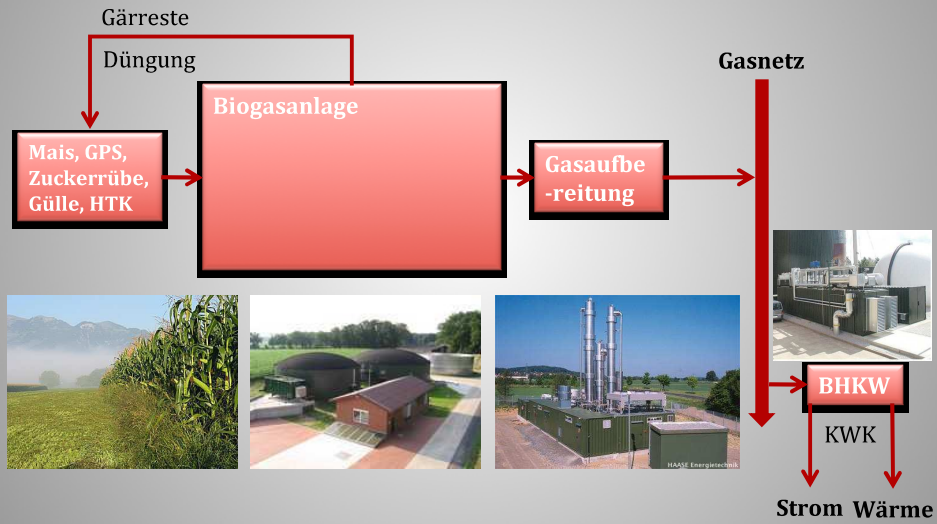 Gärreste
Düngung
Gasnetz
Biogasanlage
Mais, GPS,
Zuckerrübe,
Gülle, HTK
Gasaufbe
-reitung
BHKW
KWK
HAASE Energietechnik
Strom Wärme